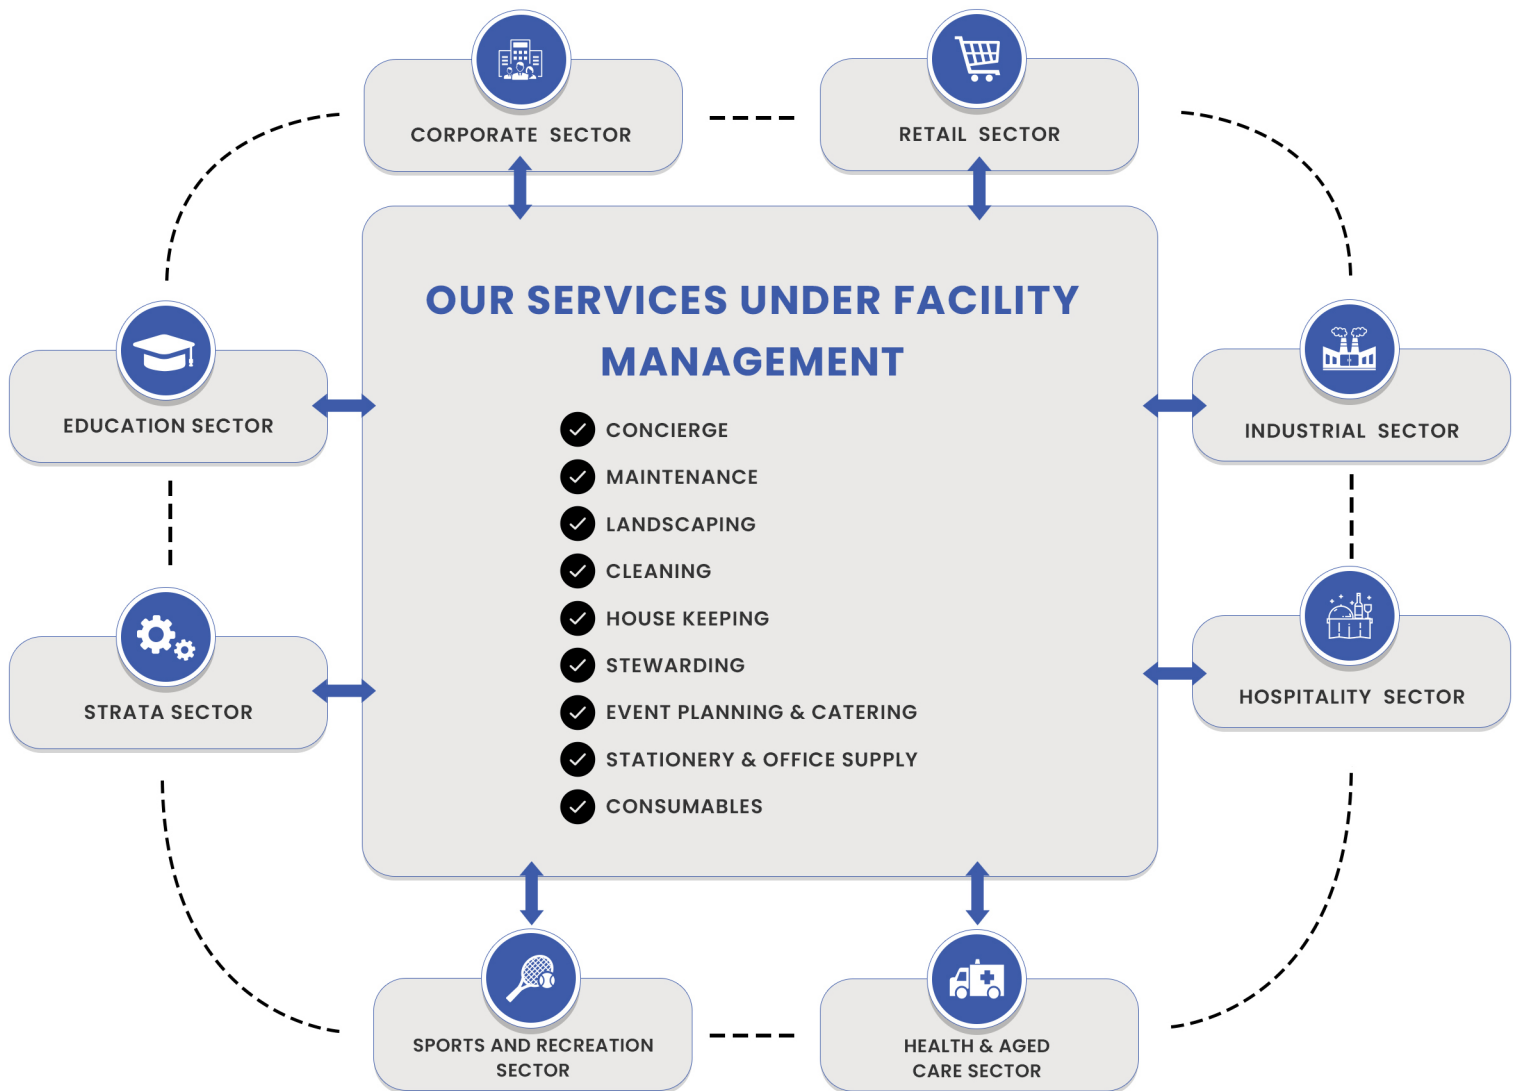 CORPORATE SECTOR
RETAIL SECTOR
OUR SERVICES UNDER FACILITY
MANAGEMENT
EDUCATION SECTOR
INDUSTRIAL SECTOR
CONCIERGE
MAINTENANCE
LANDSCAPING
CLEANING
HOUSE KEEPING
STEWARDING
EVENT PLANNING & CATERING
STATIONERY & OFFICE SUPPLY
CONSUMABLES
STRATA SECTOR
HOSPITALITY SECTOR
SPORTS AND RECREATION
SECTOR
HEALTH & AGED
CARE SECTOR